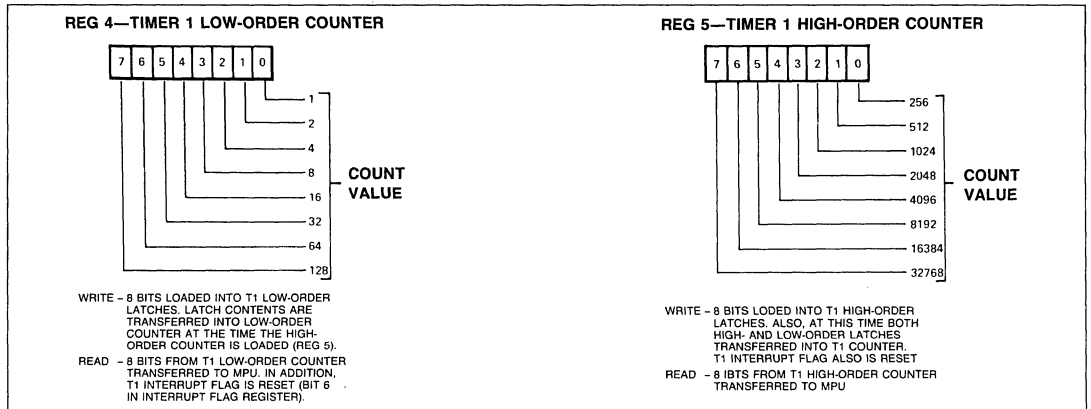 REG 4—TIMER 1 LOW-ORDER COUNTER
7 6 5 4 3 2 1 0
1
2
4
8
16
32
64
128
COUNT
VALUE
WRITE – 8 BITS LOADED INTO T1 LOW-ORDER
LATCHES. LATCH CONTENTS ARE
TRANSFERRED INTO LOW-ORDER
COUNTER AT THE TIME THE HIGH-
ORDER COUNTER IS LOADED (REG 5).
READ – 8 BITS FROM T1 LOW-ORDER COUNTER
TRANSFERRED TO MPU. IN ADDITION,
T1 INTERRUPT FLAG IS RESET (BIT 6
IN INTERRUPT FLAG REGISTER).
REG 5—TIMER 1 HIGH-ORDER COUNTER
7 6 5 4 3 2 1 0
256
512
1024
2048
4096
8192
16384
32768
COUNT
VALUE
WRITE – 8 BITS LODED INTO T1 HIGH-ORDER
LATCHES. ALSO, AT THIS TIME BOTH
HIGH- AND LOW-ORDER LATCHES
TRANSFERRED INTO T1 COUNTER.
T1 INTERRUPT FLAG ALSO IS RESET
READ – 8 IBTS FROM T1 HIGH-ORDER COUNTER
TRANSFERRED TO MPU